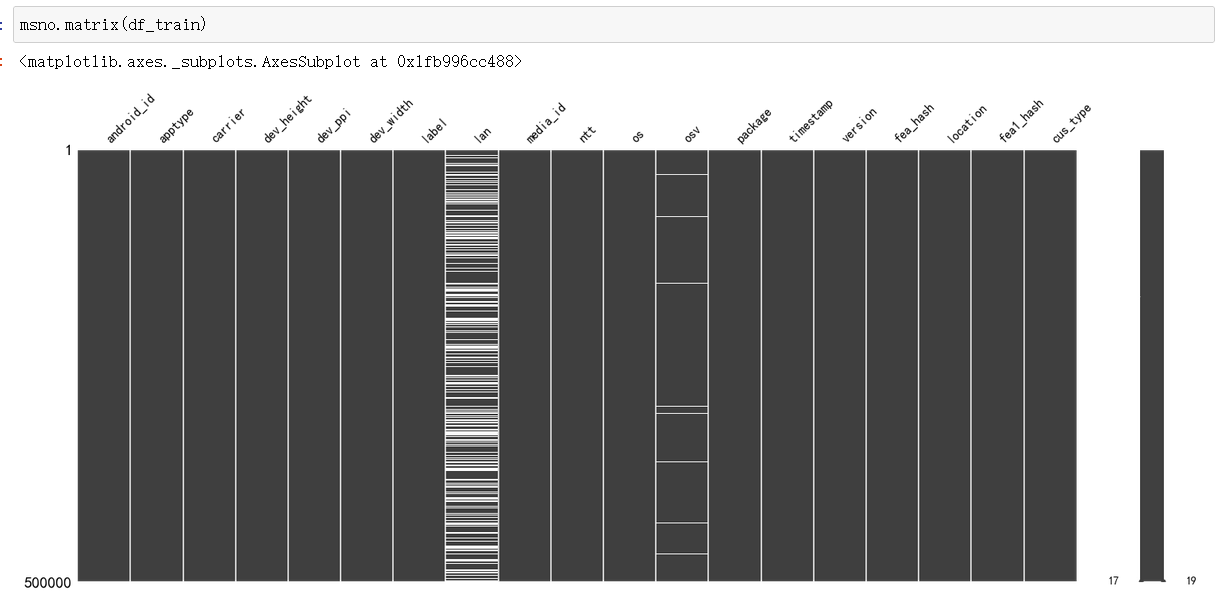 msno.matrix(df_train)
<matplotlib.axes._subplots.AxesSubplot at 0x1fb996cc488>
android_id apptype carrier dev_height dev_ppi dev_width label lan media_id ntt os osv package timestamp version fea_hash location fea1_hash cus_type
1
500000
17 19